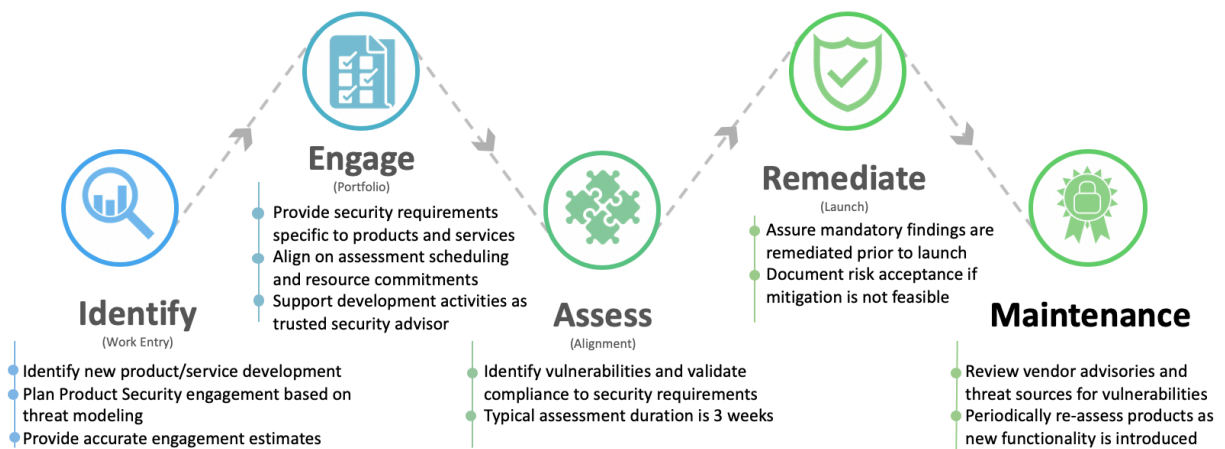 Identify
(Work Entry)
Identify new product/service development
Plan Product Security engagement based on
threat modeling
Provide accurate engagement estimates
Engage
(Portfolio)
Provide security requirements
specific to products and services
Align on assessment scheduling
and resource commitments
Support development activities as
trusted security advisor
Assess
(Alignment)
Identify vulnerabilities and validate
compliance to security requirements
Typical assessment duration is 3 weeks
Remediate
(Launch)
Assure mandatory findings are
remediated prior to launch
Document risk acceptance if
mitigation is not feasible
Maintenance
Review vendor advisories and
threat sources for vulnerabilities
Periodically re-assess products as
new functionality is introduced